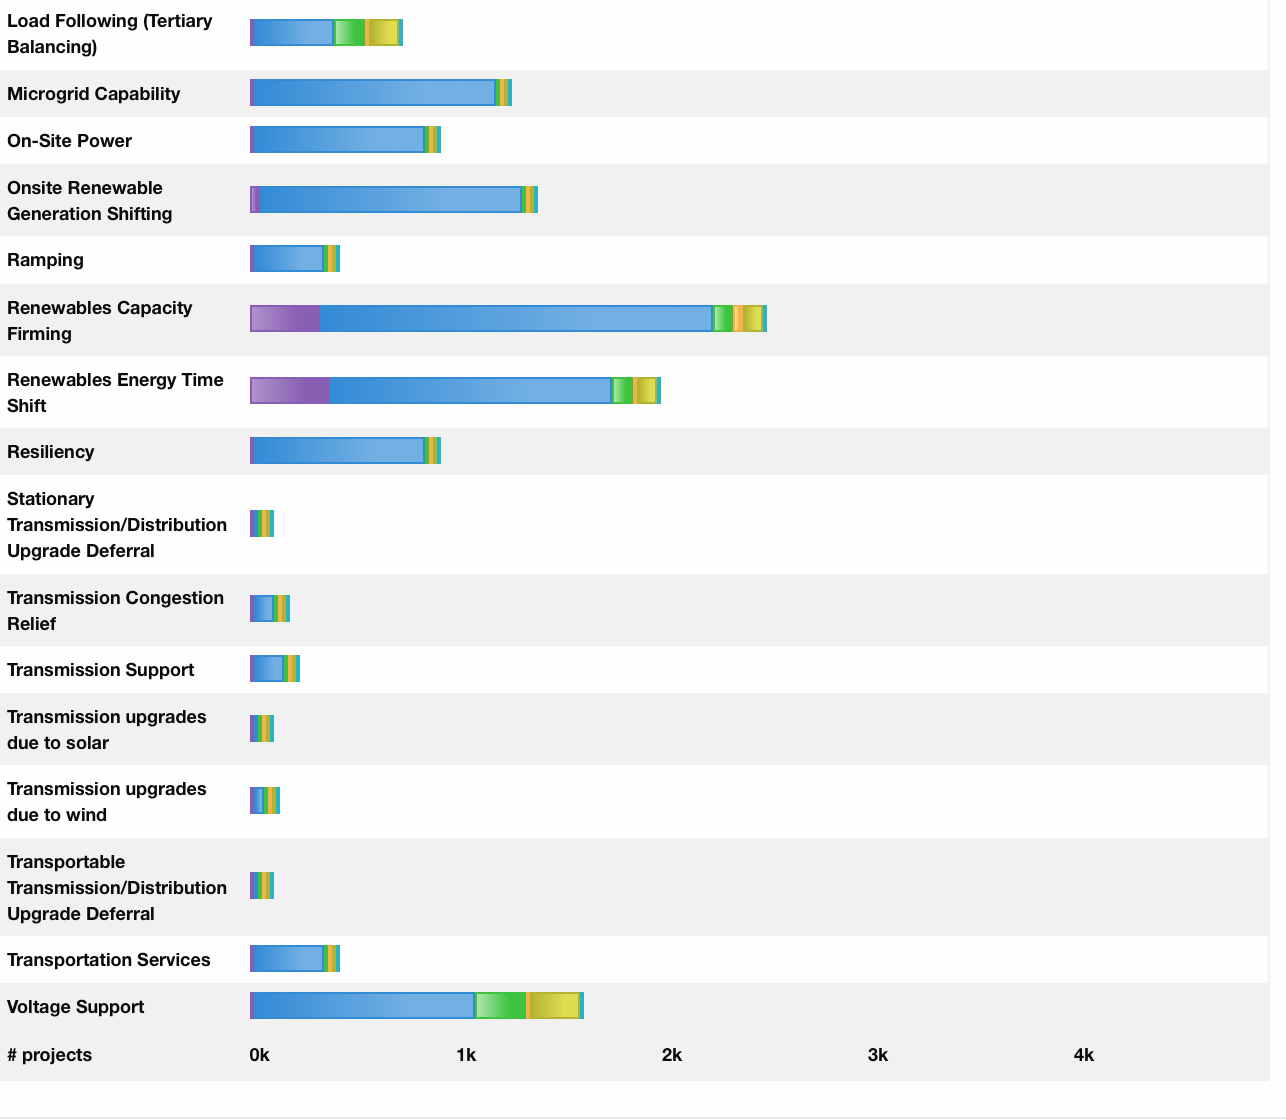 Load Following (Tertiary
Balancing)
Microgrid Capability
On-Site Power
Onsite Renewable
Generation Shifting
Ramping
Renewables Capacity
Firming
Renewables Energy Time
Shift
Resiliency
Stationary
Transmission/Distribution
Upgrade Deferral
Transmission Congestion
Relief
Transmission Support
Transmission upgrades
due to solar
Transmission upgrades
due to wind
Transportable
Transmission/Distribution
Upgrade Deferral
Transportation Services
Voltage Support
# projects 0k 1k 2k 3k 4k